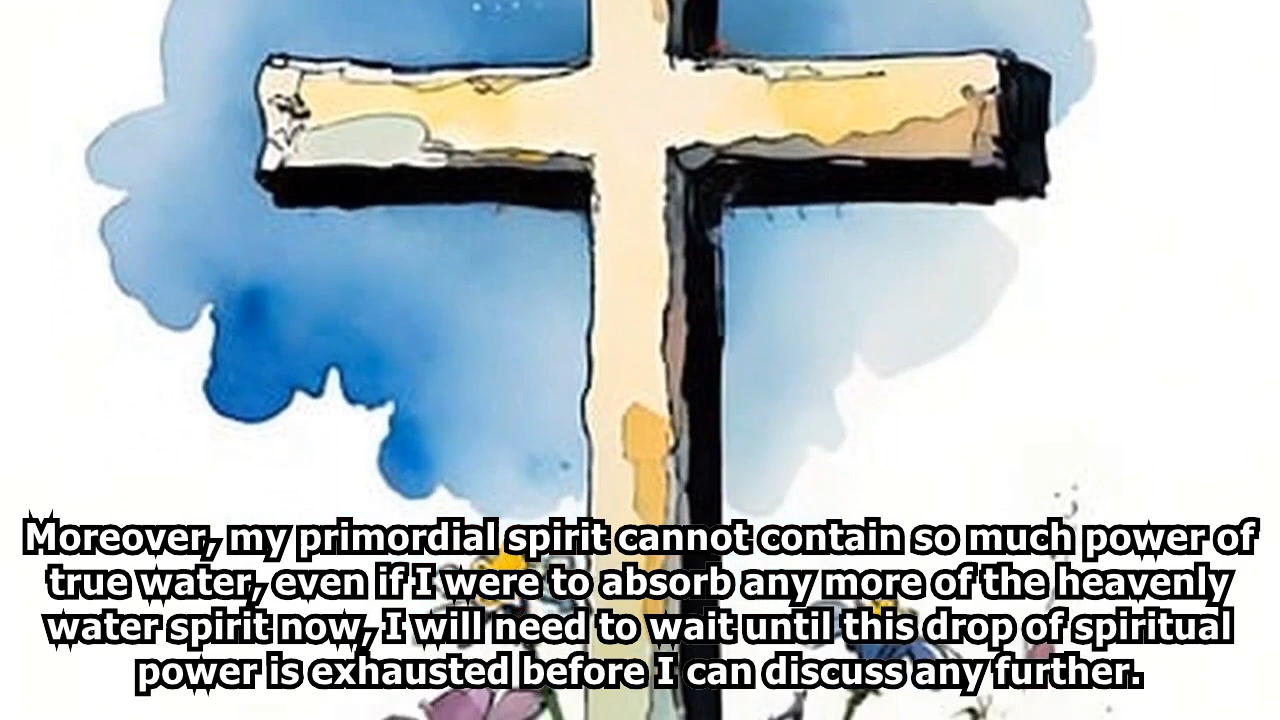 Moreover, my primordial spirit cannot contain so much power of
true water, even if I were to absorb any more of the heavenly
water spirit now, I will need to wait until this drop of spiritual
power is exhausted before I can discuss any further.